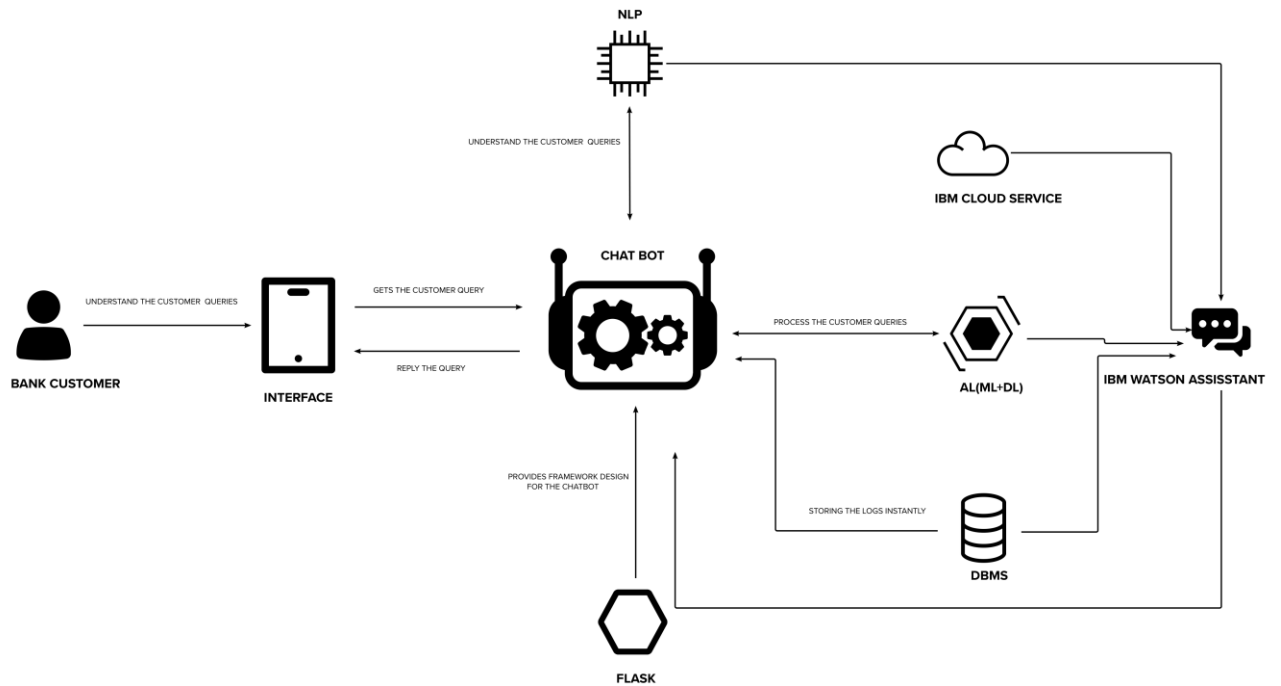 NLP
UNDERSTAND THE CUSTOMER QUERIES
IBM CLOUD SERVICE
CHAT BOT
UNDERSTAND THE CUSTOMER QUERIES
GETS THE CUSTOMER QUERY
PROCESS THE CUSTOMER QUERIES
REPLY THE QUERY
BANK CUSTOMER
INTERFACE
AL(ML+DL)
IBM WATSON ASSISSTANT
PROVIDES FRAMEWORK DESIGN
FOR THE CHATBOT
STORING THE LOGS INSTANTLY
DBMS
FLASK